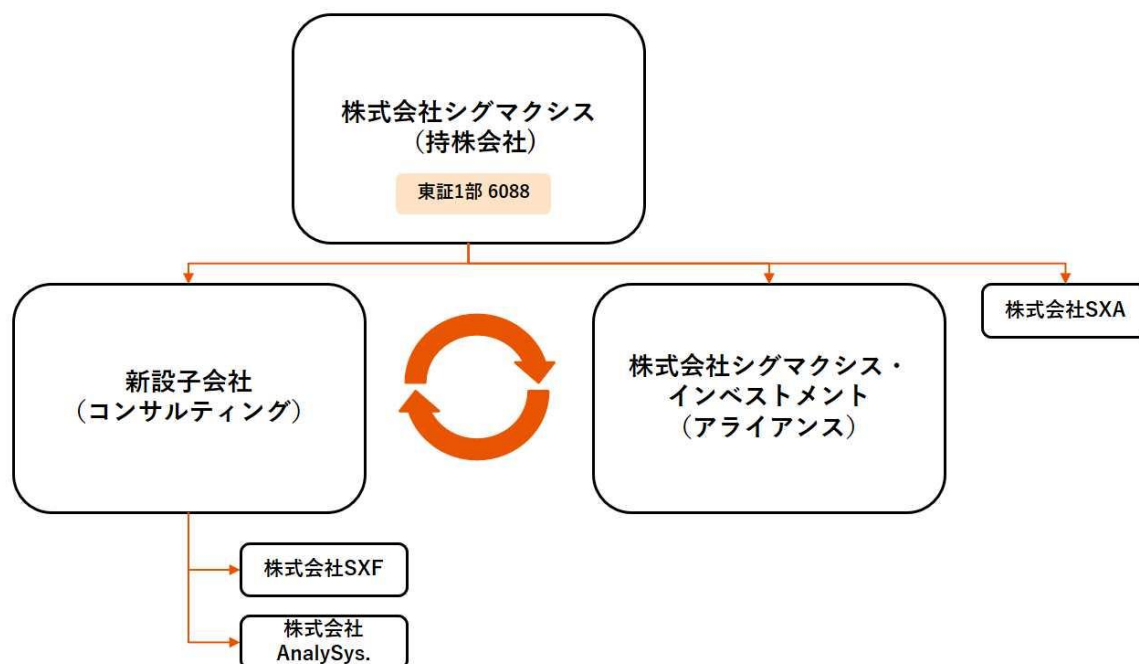 株式会社シグマクシス
（持株会社）
東証1部 6088
新設子会社
（コンサルティング）
株式会社シグマクシス・
インベストメント
（アライアンス）
株式会社SXA
株式会社SXF
株式会社
AnalySys.